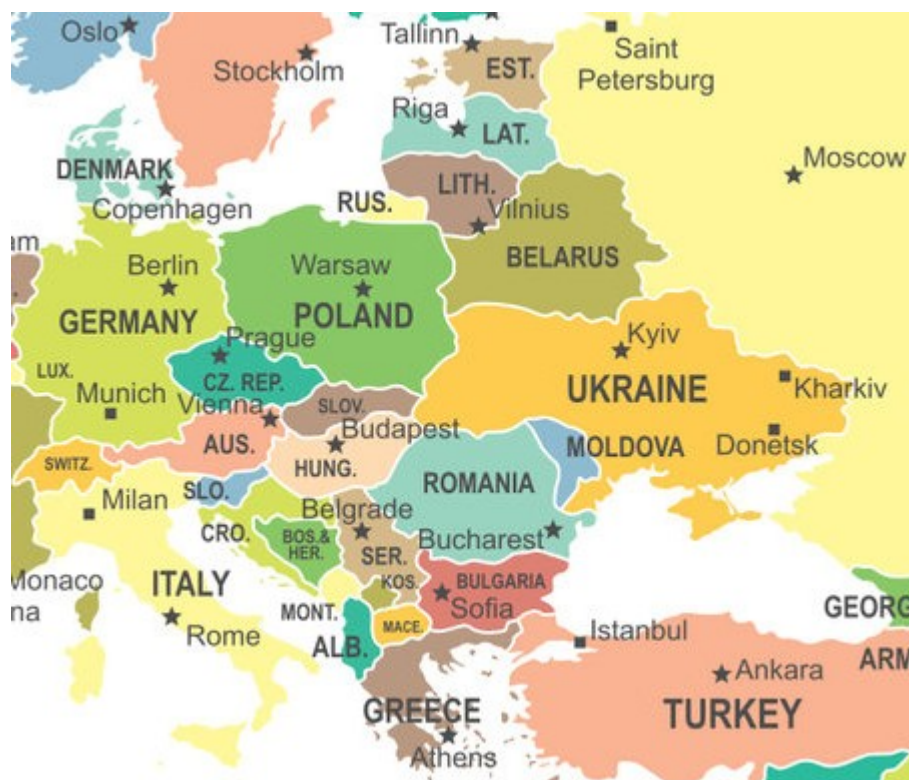 Oslo
Stockholm
Tallinn
EST.
Saint
Petersburg
Riga
LAT.
Moscow
DENMARK
Copenhagen
LITH.
Vilnius
RUS.
BELARUS
am
Berlin
GERMANY
Warsaw
POLAND
Prague
CZ. REP.
Kyiv
UKRAINE
Kharkiv
Donetsk
LUX.
Munich
Vienna
SLOV.
Budapest
AUS.
HUNG.
MOLDOVA
SWITZ.
SLO.
ROMANIA
Milan
CRO.
Belgrade
BOS.&
HER.
SER.
Bucharest
Monaco
na
ITALY
KOS.
BULGARIA
Sofia
MONT.
MACE.
ALB.
Rome
GEORG
Istanbul
ARM
Ankara
TURKEY
GREECE
Athens